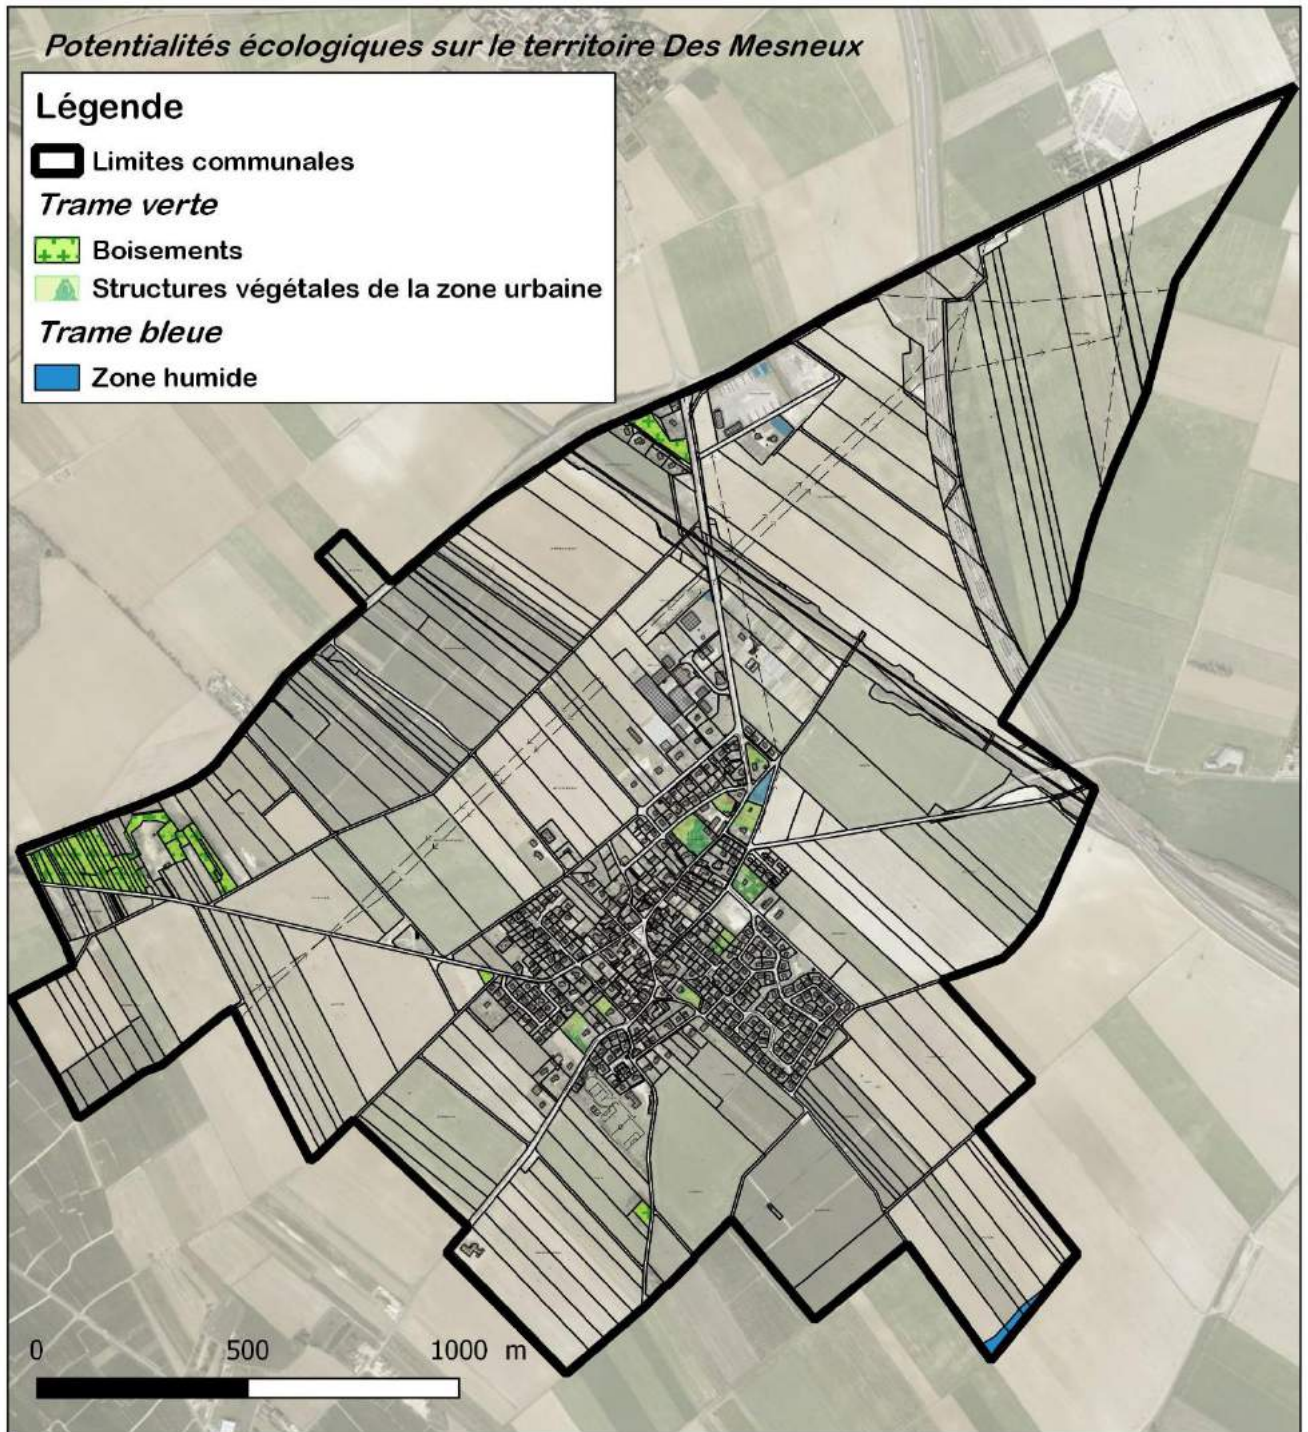 Potentialités écologiques sur le territoire Des Mesneux
Légende
Limites communales
Trame verte
Boisements
Structures végétales de la zone urbaine
Trame bleue
Zone humide
0 500 1000 m